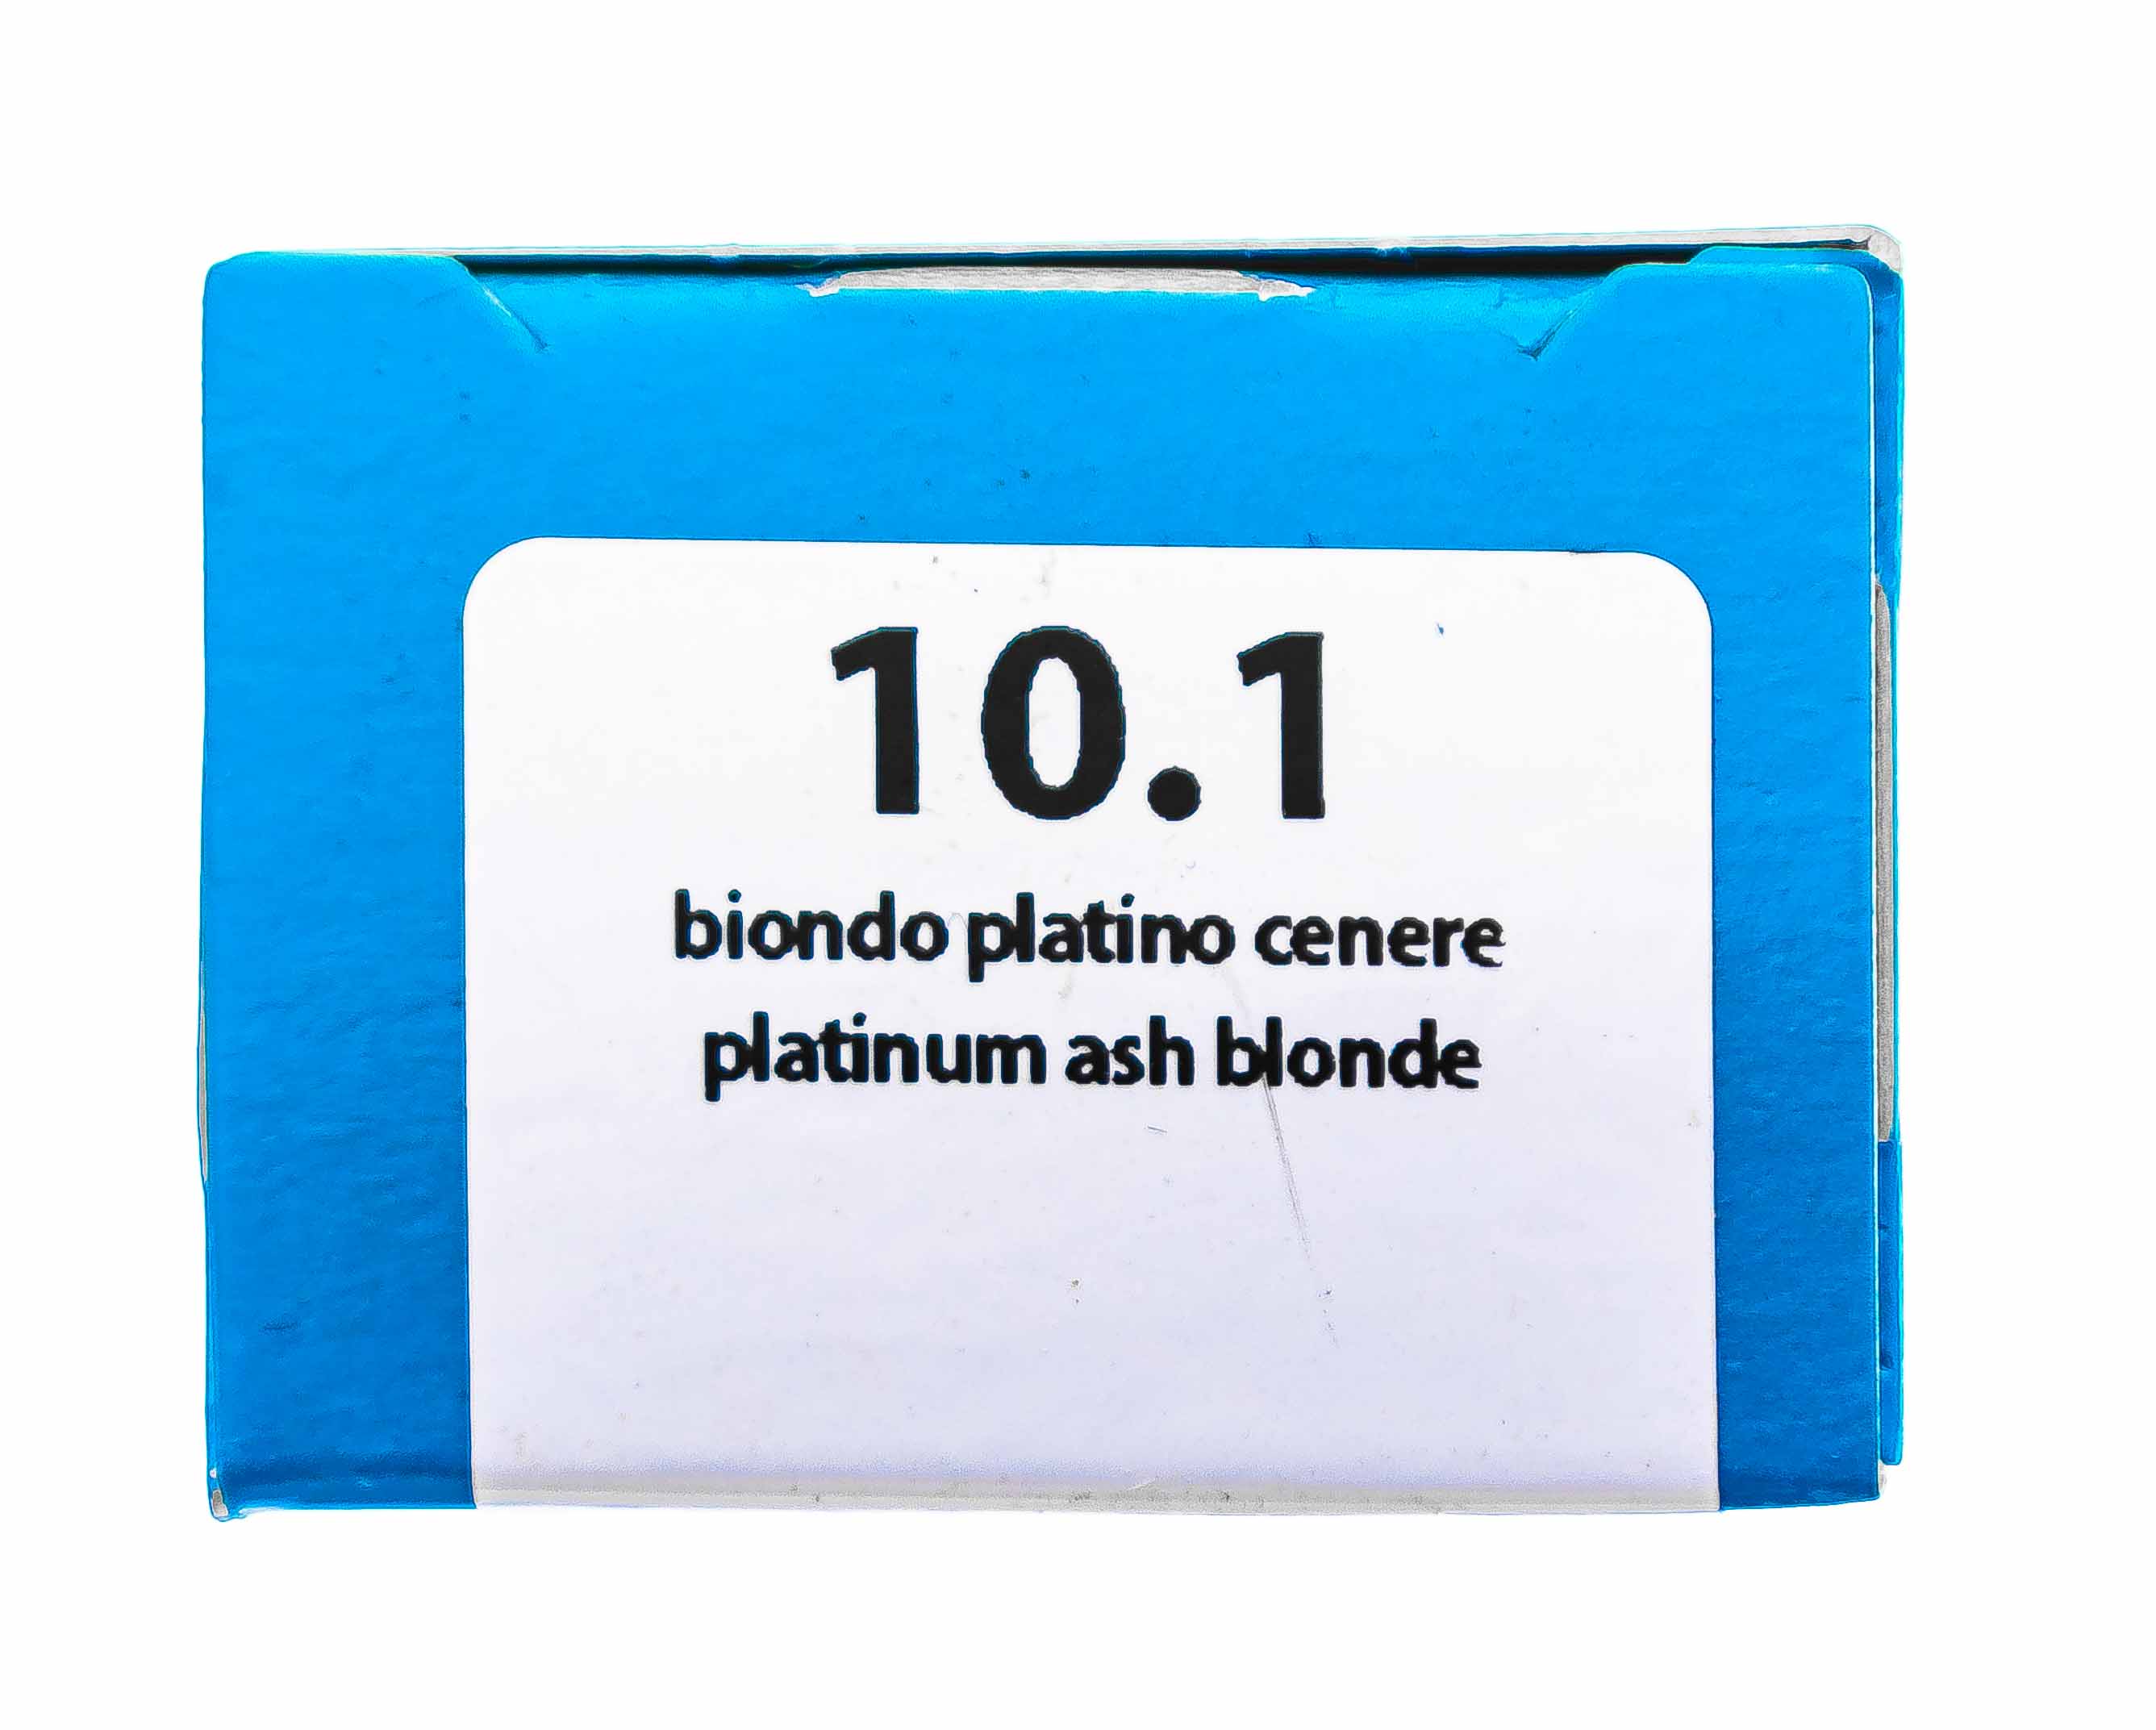 10.1
biondo platino cenere
platinum ash blonde